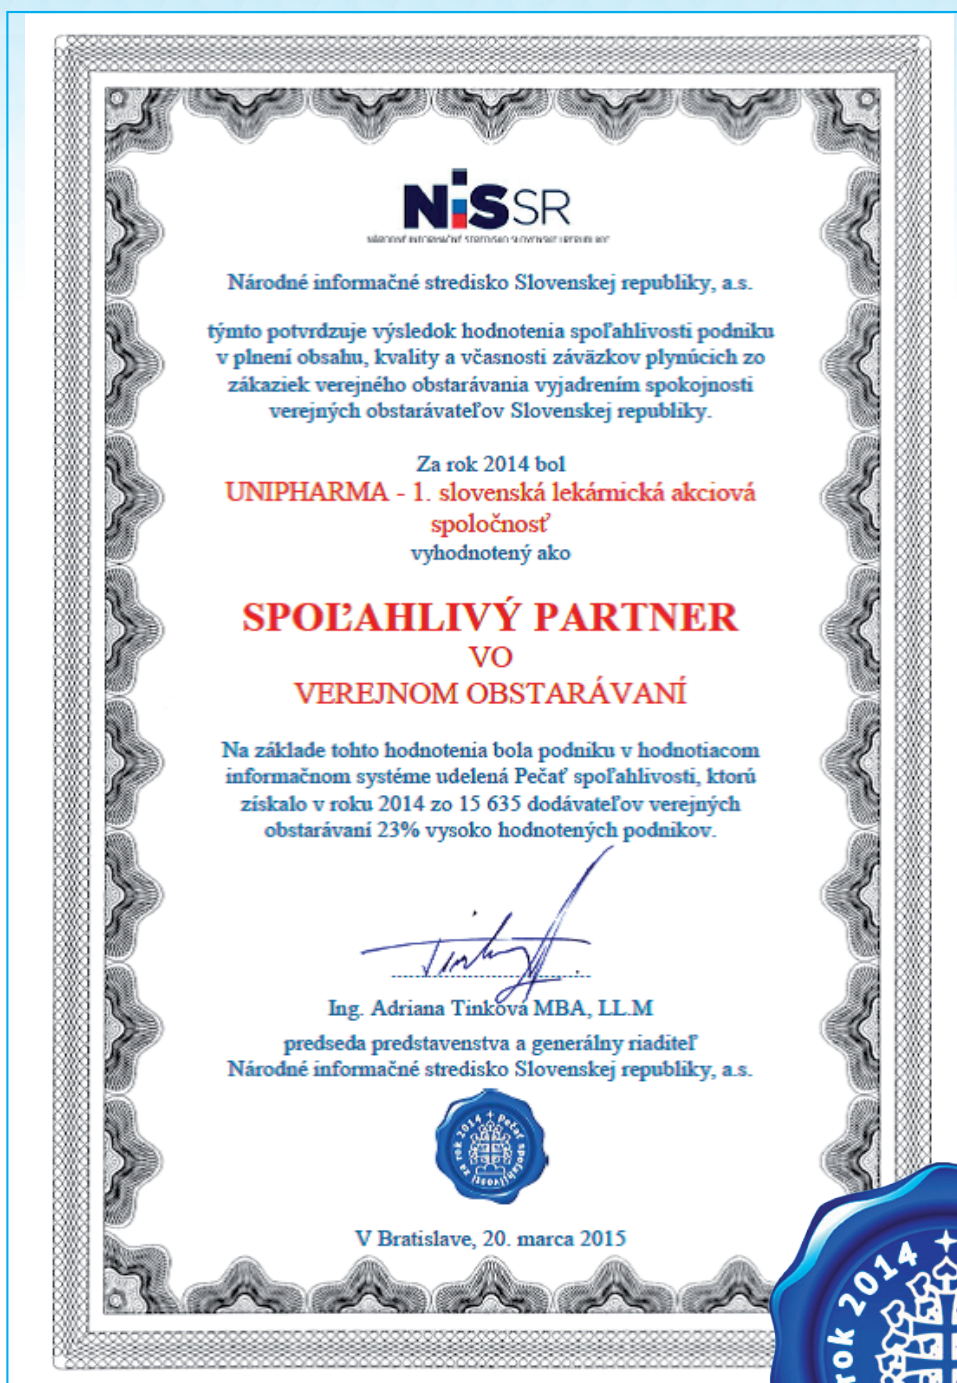 NiSSR
NÁRODNÉ INFORMAČNÉ STREDISKO SLOVENSKEJ REPUBLIKY
Národné informačné stredisko Slovenskej republiky, a.s.
týmto potvrdzuje výsledok hodnotenia spoľahlivosti podniku
v plnení obsahu, kvality a včasnosti záväzkov plynúcich zo
zákaziek verejného obstarávania vyjadrením spokojnosti
verejných obstarávateľov Slovenskej republiky.
Za rok 2014 bol
UNIPHARMA - 1. slovenská lekárnická akciová
spoločnosť
vyhodnotený ako
SPOĽAHLIVÝ PARTNER
VO
VEREJNOM OBSTARÁVANÍ
Na základe tohto hodnotenia bola podniku v hodnotiacom
informačnom systéme udelená Pečať spoľahlivosti, ktorú
získalo v roku 2014 zo 15 635 dodávateľov verejných
obstarávaní 23% vysoko hodnotených podnikov.
Ing. Adriana Tinková MBA, LL.M
predseda predstavenstva a generálny riaditeľ
Národné informačné stredisko Slovenskej republiky, a.s.
Pečať spoľahlivosti za rok 2014
V Bratislave, 20. marca 2015
rok 2014